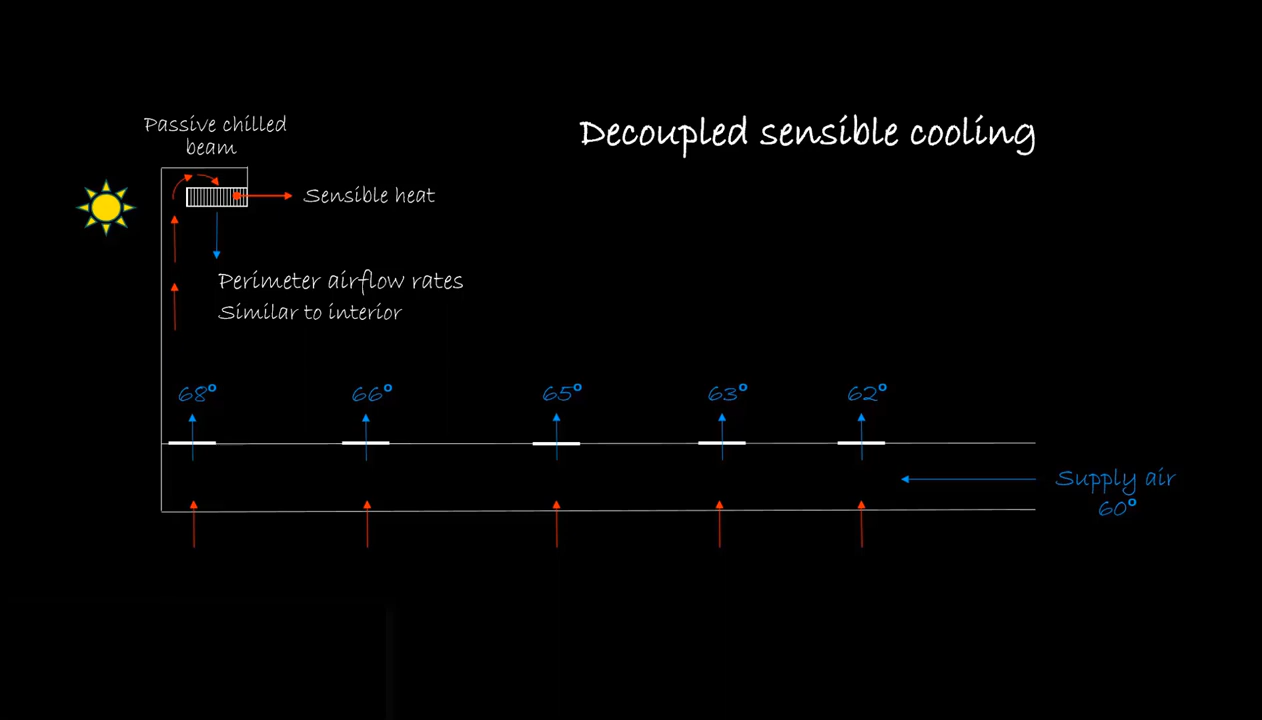 Passive chilled
beam
Decoupled sensible cooling
Sensible heat
Perimeter airflow rates
Similar to interior
68° 66° 65° 63° 62°
Supply air
60°